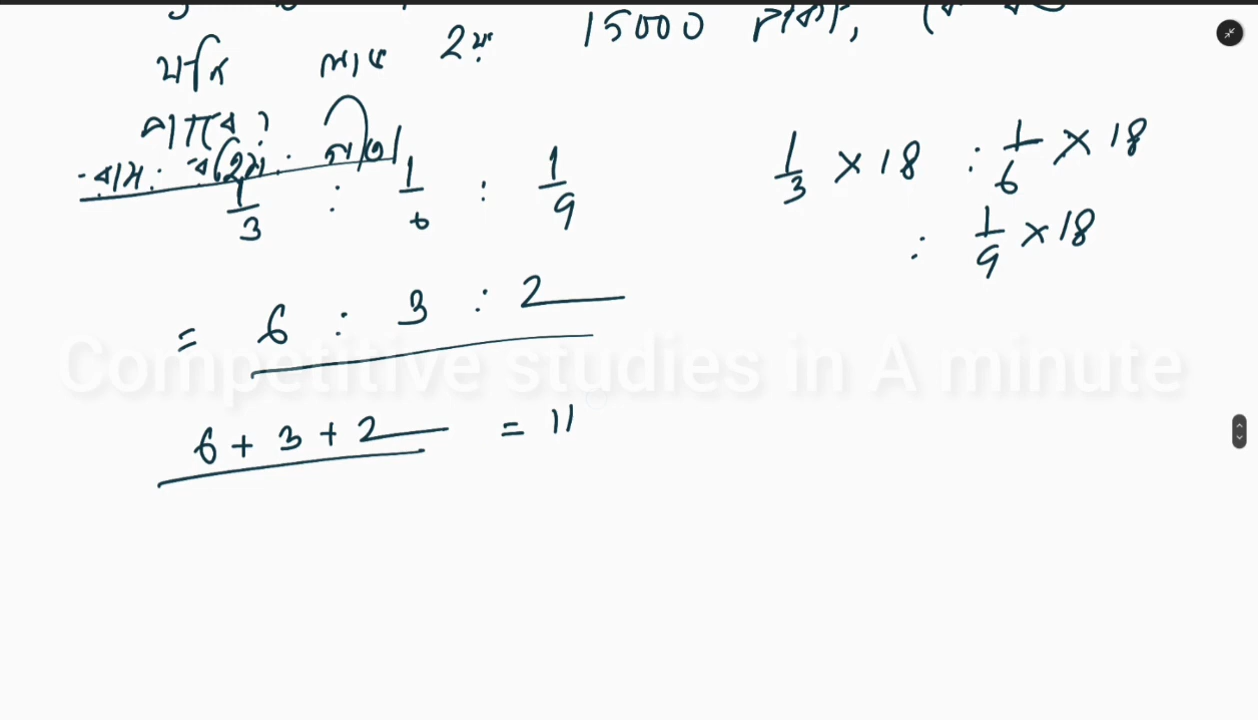 যদি লাভ হয় 15000 টাকা,
পাবে?
রাম : রহিম : সীতা
1/3 : 1/6 : 1/9
1/3 × 18 : 1/6 × 18
: 1/9 × 18
= 6 : 3 : 2
Competitive studies in A minute
6 + 3 + 2 = 11